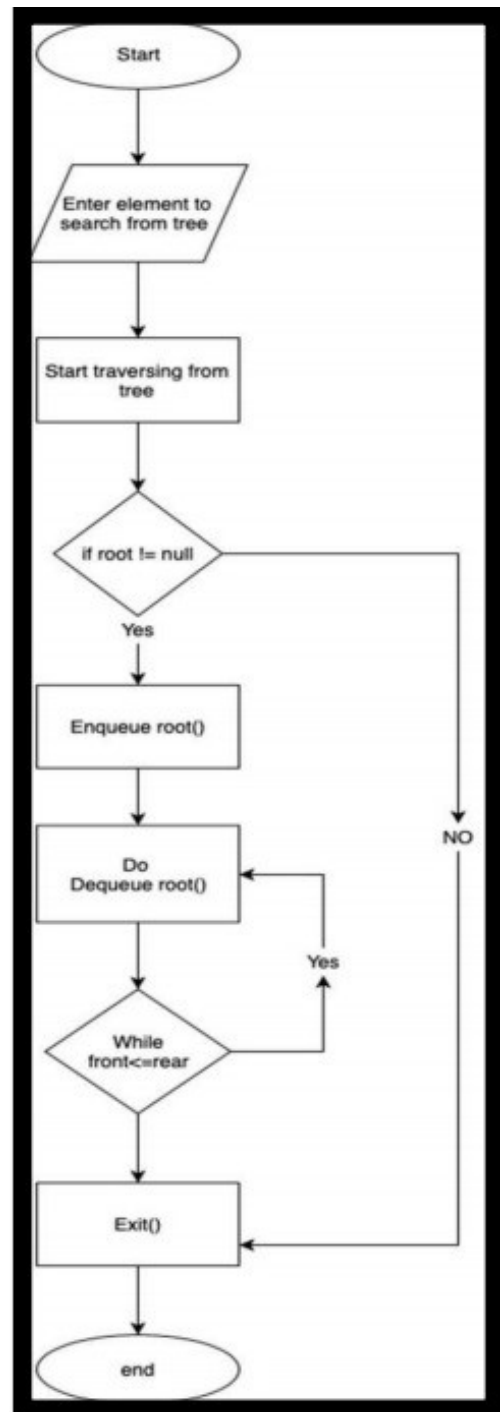 Start
Enter element to
search from tree
Start traversing from
tree
if root != null
Yes
Enqueue root()
Do
Dequeue root()
NO
Yes
While
front<=rear
Exit()
end